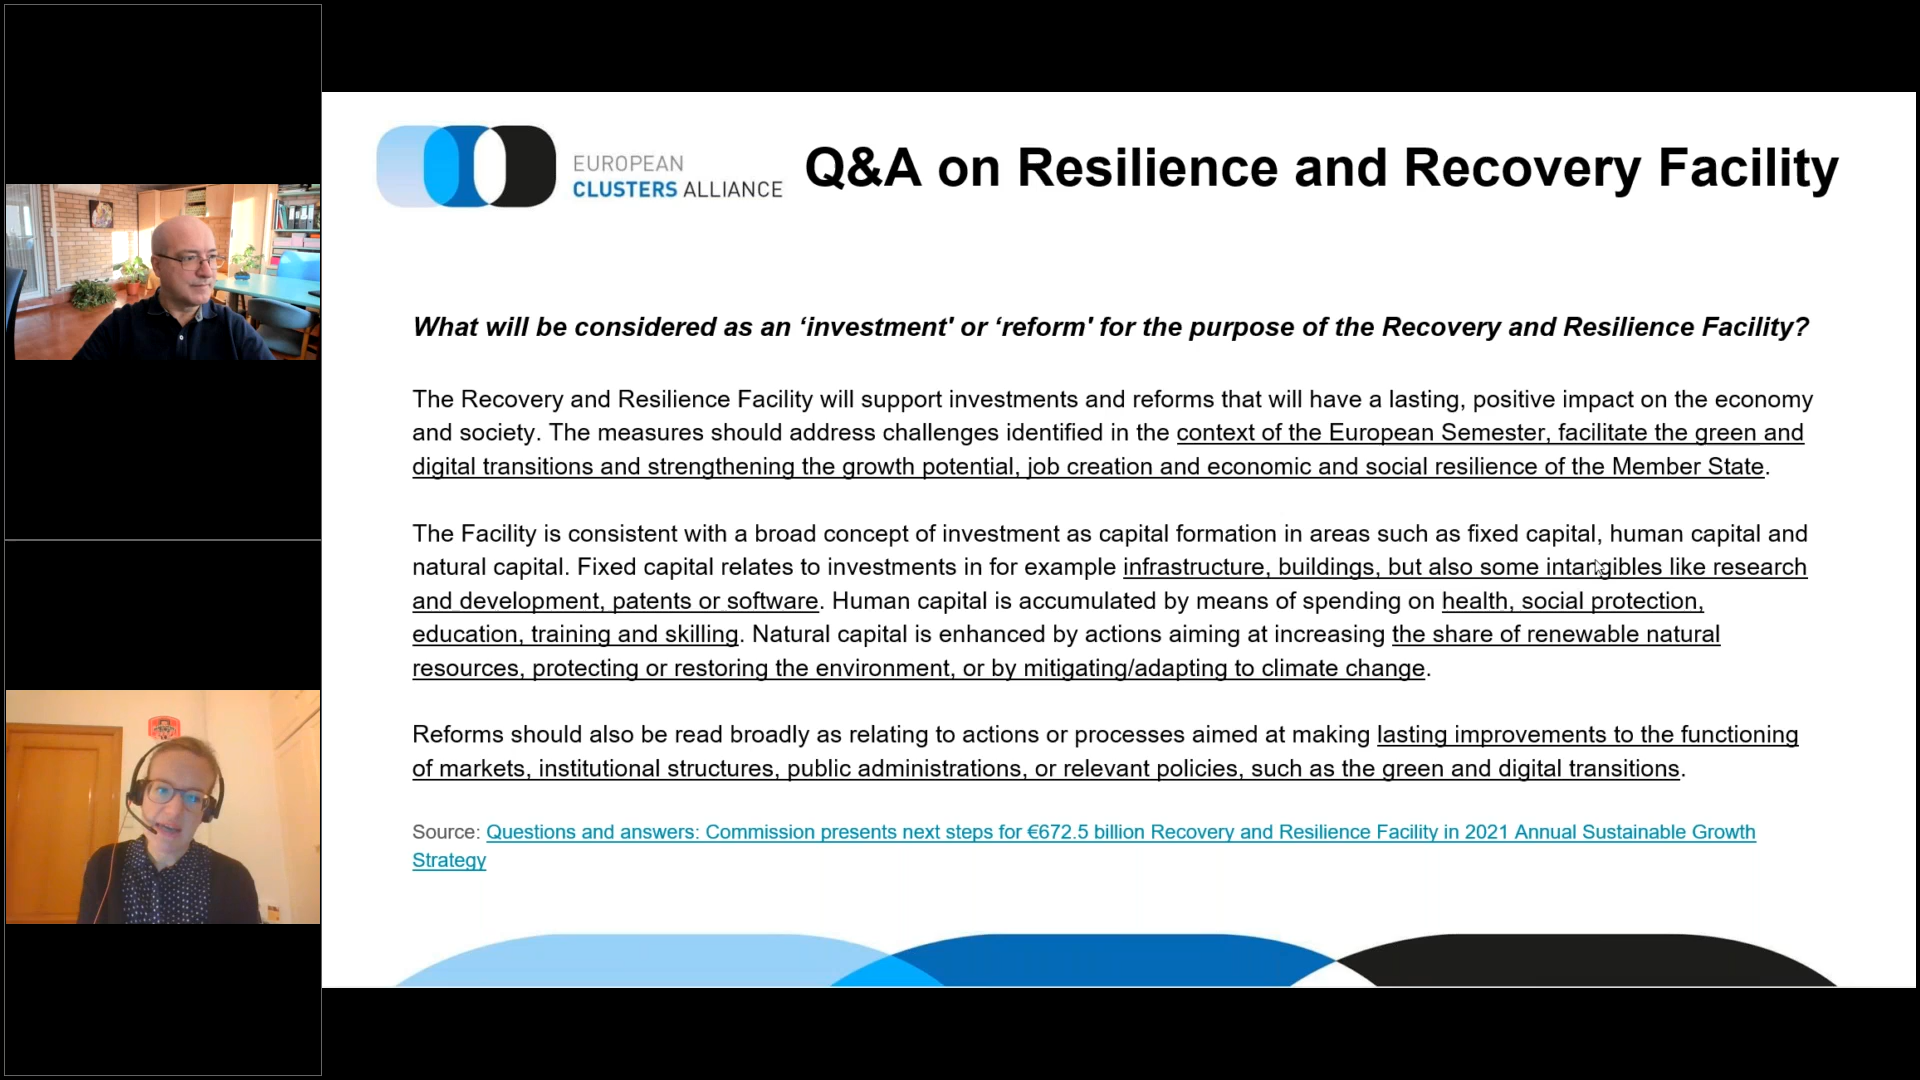 EUROPEAN
CLUSTERS ALLIANCE
Q&A on Resilience and Recovery Facility
What will be considered as an ‘investment' or ‘reform' for the purpose of the Recovery and Resilience Facility?
The Recovery and Resilience Facility will support investments and reforms that will have a lasting, positive impact on the economy
and society. The measures should address challenges identified in the context of the European Semester, facilitate the green and
digital transitions and strengthening the growth potential, job creation and economic and social resilience of the Member State.
The Facility is consistent with a broad concept of investment as capital formation in areas such as fixed capital, human capital and
natural capital. Fixed capital relates to investments in for example infrastructure, buildings, but also some intangibles like research
and development, patents or software. Human capital is accumulated by means of spending on health, social protection,
education, training and skilling. Natural capital is enhanced by actions aiming at increasing the share of renewable natural
resources, protecting or restoring the environment, or by mitigating/adapting to climate change.
Reforms should also be read broadly as relating to actions or processes aimed at making lasting improvements to the functioning
of markets, institutional structures, public administrations, or relevant policies, such as the green and digital transitions.
Source: Questions and answers: Commission presents next steps for €672.5 billion Recovery and Resilience Facility in 2021 Annual Sustainable Growth
Strategy